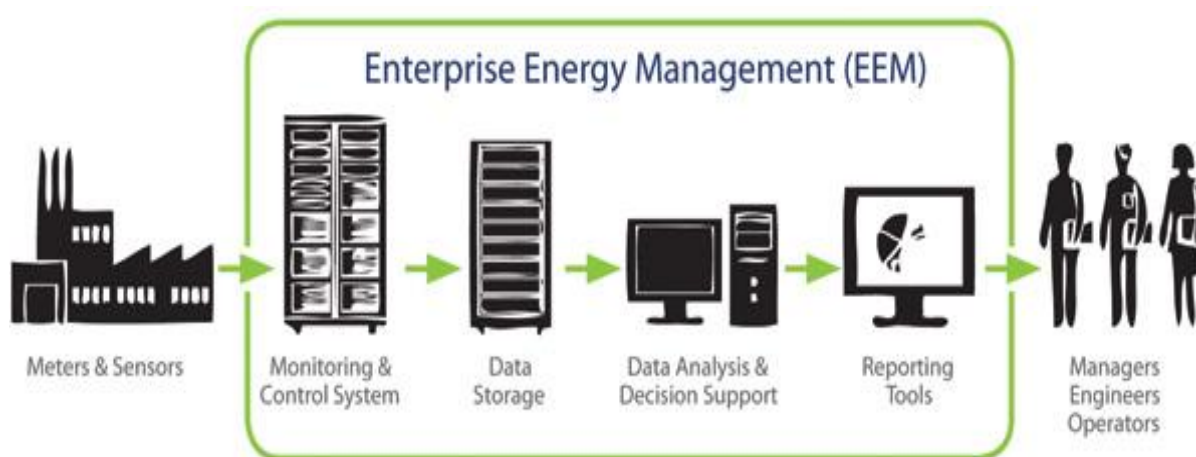 Enterprise Energy Management (EEM)
Meters & Sensors
Monitoring &
Control System
Data
Storage
Data Analysis &
Decision Support
Reporting
Tools
Managers
Engineers
Operators